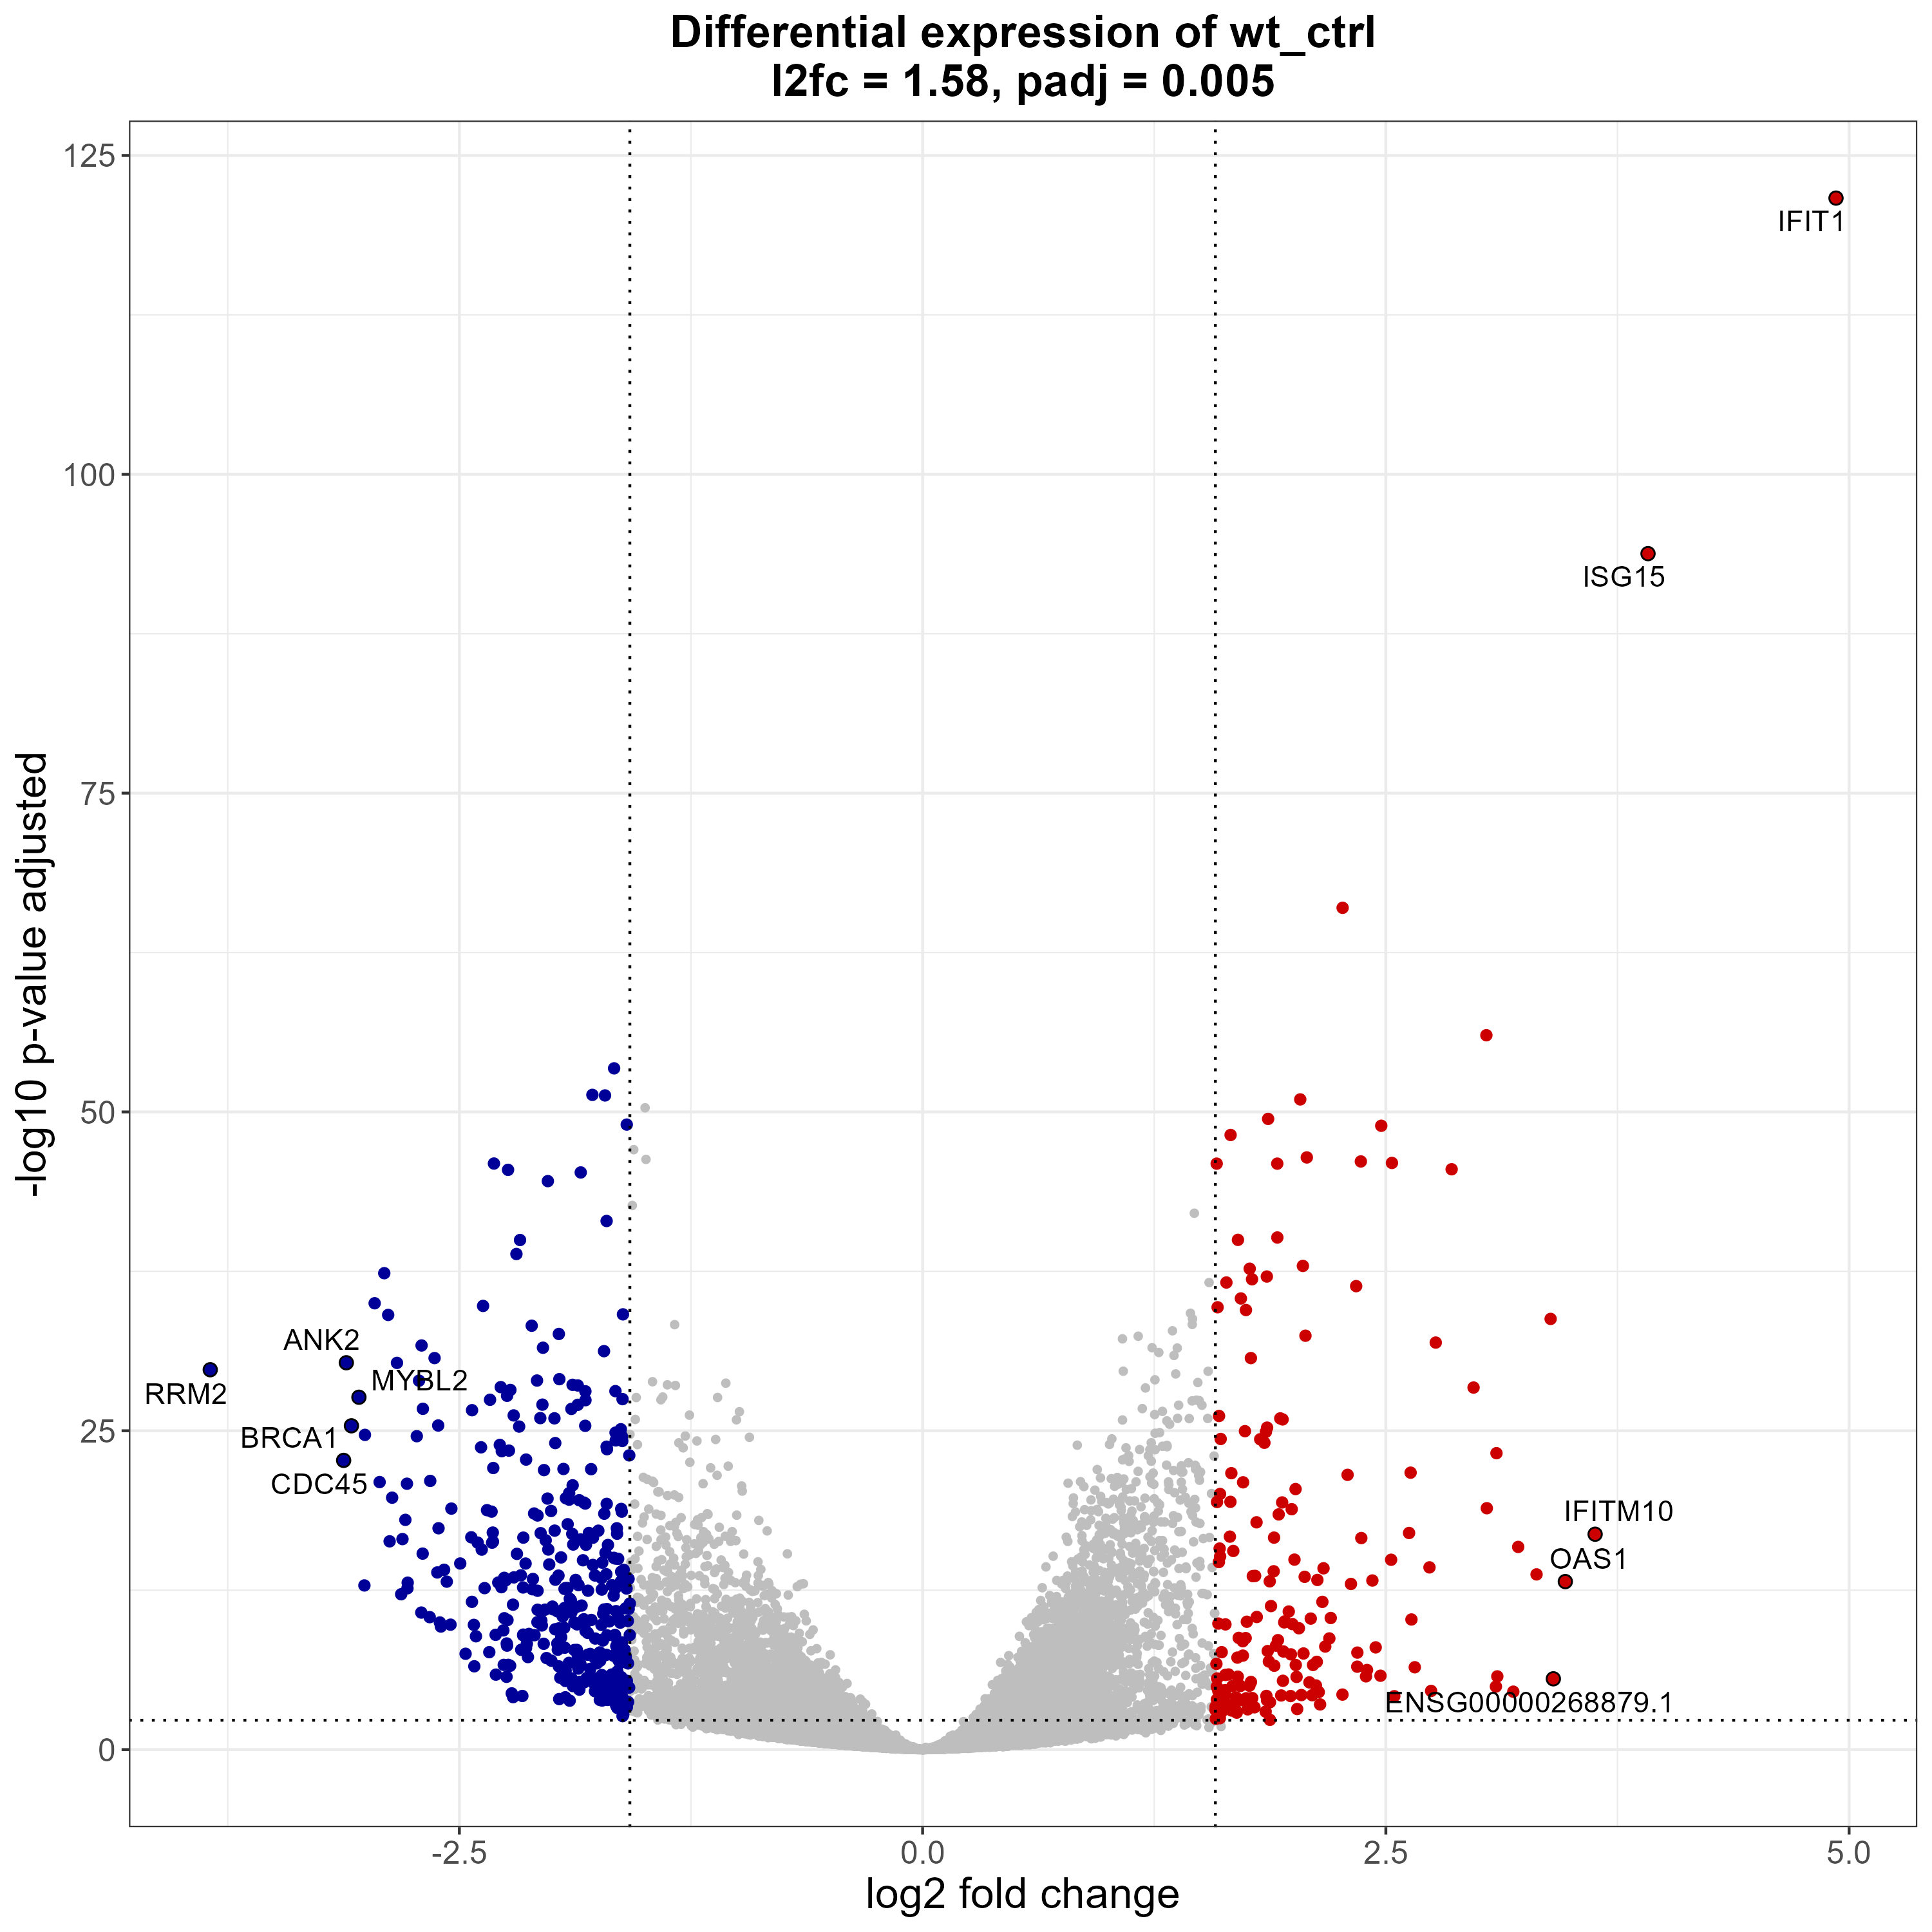 Differential expression of wt_ctrl
l2fc = 1.58, padj = 0.005
125
100
75
50
25
0
-log10 p-value adjusted
IFIT1
ISG15
ANK2
RRM2
MYBL2
BRCA1
CDC45
IFITM10
OAS1
ENSG00000268879.1
-2.5
0.0
2.5
5.0
log2 fold change